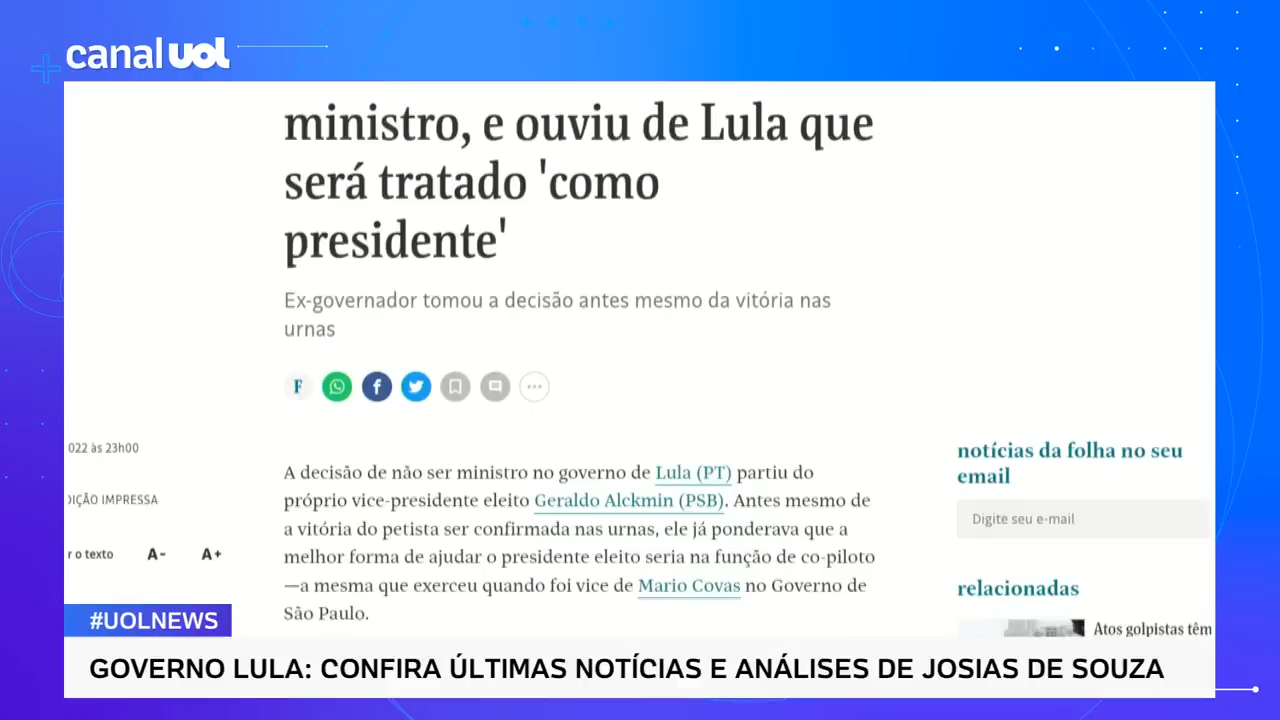 canal uol
ministro, e ouviu de Lula que
será tratado 'como
presidente'
Ex-governador tomou a decisão antes mesmo da vitória nas
urnas
F
022 às 23h00
DIÇÃO IMPRESSA
r o texto A- A+
A decisão de não ser ministro no governo de Lula (PT) partiu do
próprio vice-presidente eleito Geraldo Alckmin (PSB). Antes mesmo de
a vitória do petista ser confirmada nas urnas, ele já ponderava que a
melhor forma de ajudar o presidente eleito seria na função de co-piloto
—a mesma que exerceu quando foi vice de Mario Covas no Governo de
São Paulo.
notícias da folha no seu
email
Digite seu e-mail
relacionadas
Atos golpistas têm
#UOLNEWS
GOVERNO LULA: CONFIRA ÚLTIMAS NOTÍCIAS E ANÁLISES DE JOSIAS DE SOUZA